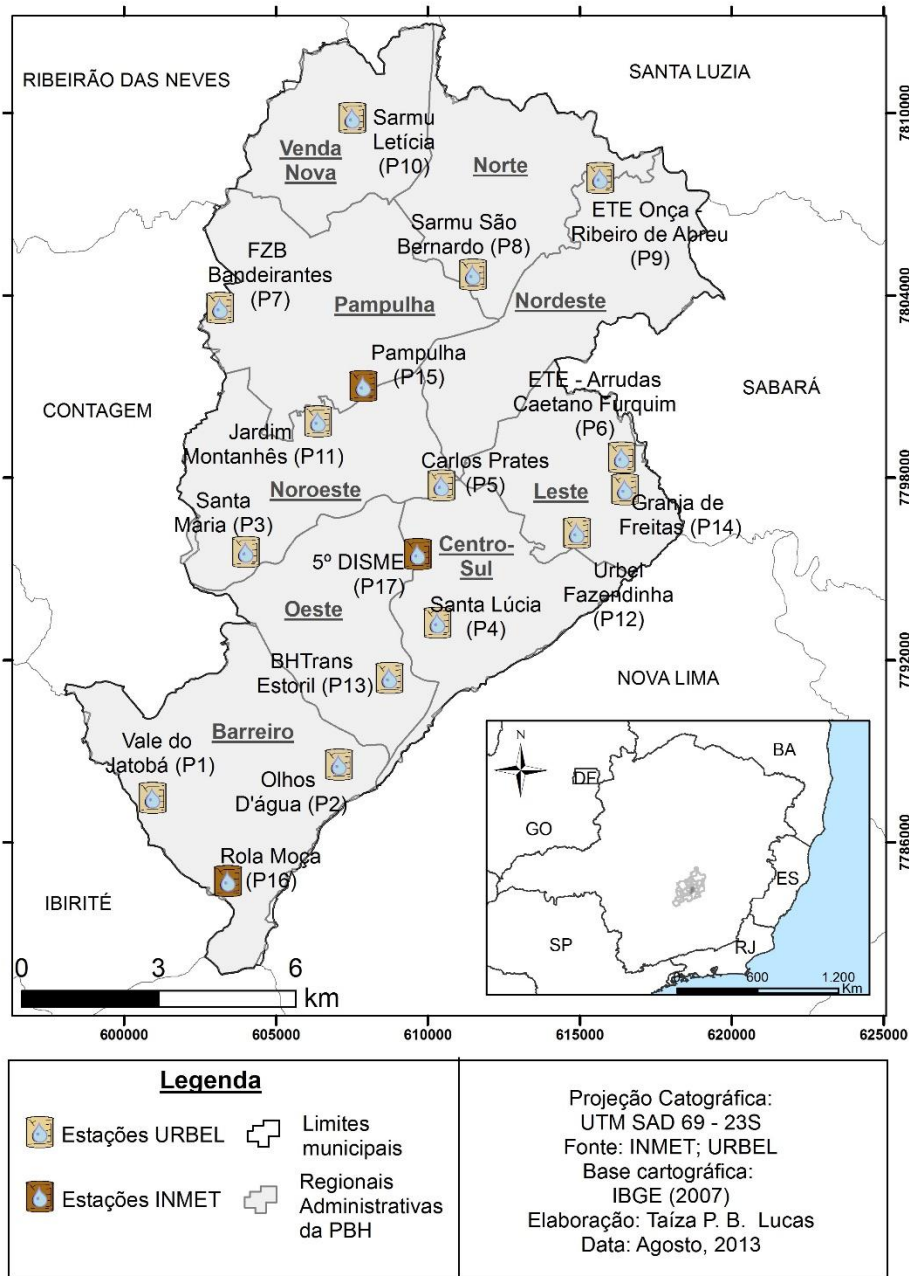 RIBEIRÃO DAS NEVES
SANTA LUZIA
7810000
Sarmu
Letícia
(P10)
Venda
Nova
Norte
ETE Onça -
Ribeiro de Abreu
(P9)
Sarmu São
Bernardo (P8)
FZB
Bandeirantes
(P7)
7804000
Pampulha
Nordeste
Pampulha
(P15)
ETE - Arrudas
Caetano Furquim
(P6)
SABARÁ
CONTAGEM
Jardim
Montanhês (P11)
Carlos Prates
(P5)
7798000
Noroeste
Leste
Granja de
Freitas (P14)
Santa
Maria (P3)
5º DISME
(P17)
Centro-
Sul
Urbel
Fazendinha
(P12)
Oeste
Santa Lúcia
(P4)
7792000
BHTrans
Estoril (P13)
NOVA LIMA
Barreiro
Vale do
Jatobá (P1)
Olhos
D'água (P2)
7786000
Rola Moça
(P16)
IBIRITÉ
N
BA
DF
GO
ES
SP
RJ
600
1.200
Km
0
3
6
km
600000
605000
610000
615000
620000
625000
Legenda
Estações URBEL
Limites
municipais
Estações INMET
Regionais
Administrativas
da PBH
Projeção Catográfica:
UTM SAD 69 - 23S
Fonte: INMET; URBEL
Base cartográfica:
IBGE (2007)
Elaboração: Taíza P. B. Lucas
Data: Agosto, 2013